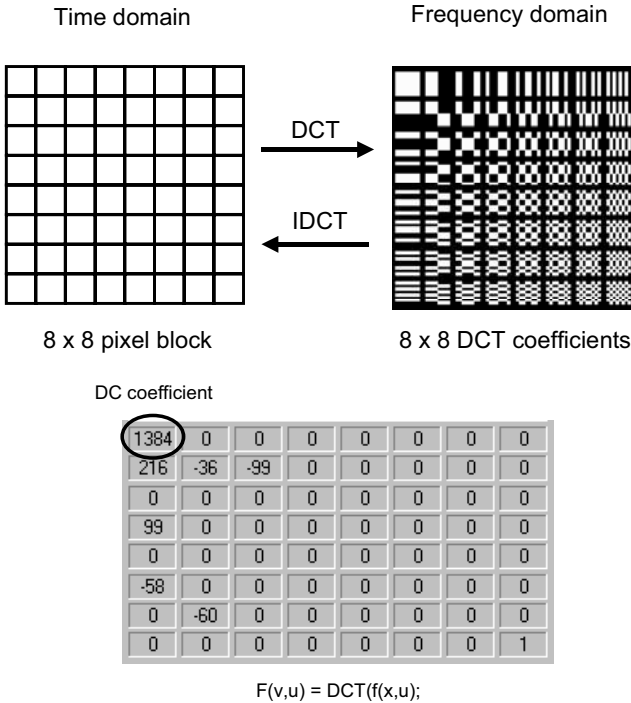 Time domain
Frequency domain
DCT
IDCT
8 x 8 pixel block
8 x 8 DCT coefficients
DC coefficient
1384 0 0 0 0 0 0 0
216 -36 -99 0 0 0 0 0
0 0 0 0 0 0 0 0
99 0 0 0 0 0 0 0
0 0 0 0 0 0 0 0
-58 0 0 0 0 0 0 0
0 -60 0 0 0 0 0 0
0 0 0 0 0 0 0 1
F(v,u) = DCT(f(x,u);